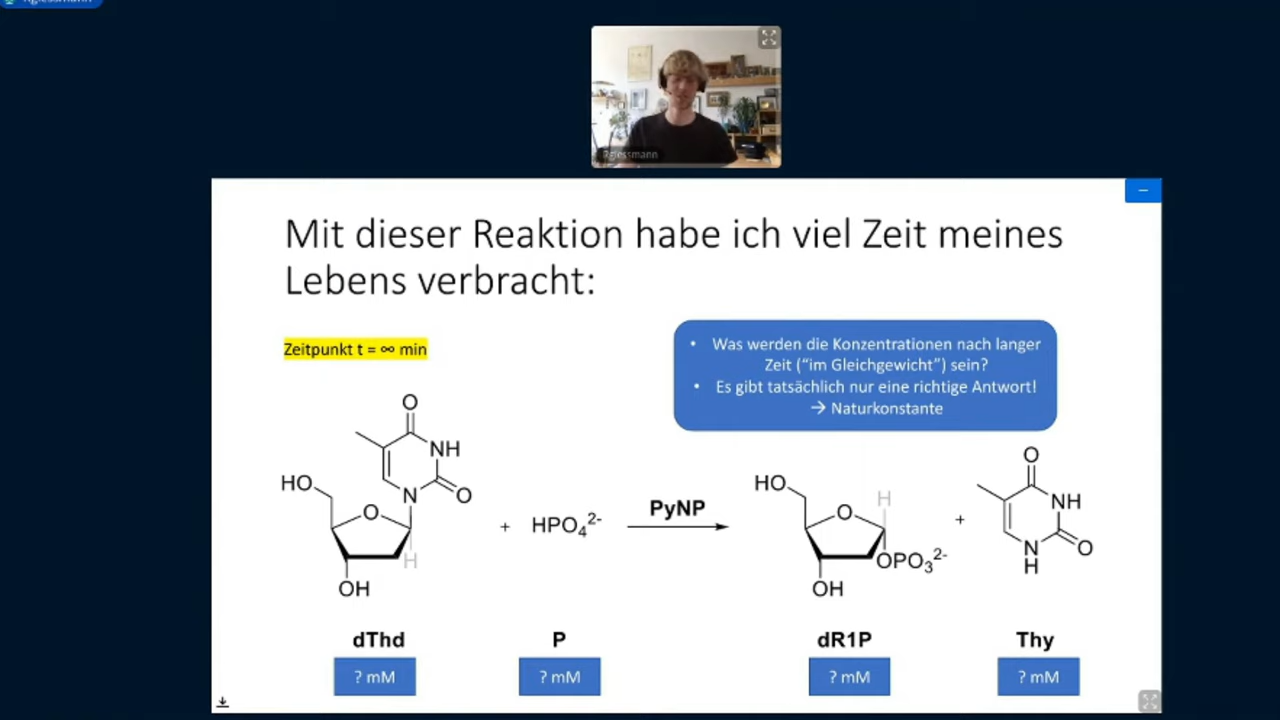 Rgiessmann
Rgiessmann
Mit dieser Reaktion habe ich viel Zeit meines
Lebens verbracht:
Zeitpunkt t = ∞ min
• Was werden die Konzentrationen nach langer
Zeit (“im Gleichgewicht”) sein?
• Es gibt tatsächlich nur eine richtige Antwort!
→ Naturkonstante
O
NH
HO
N
O
O
H
OH
+
HPO₄²⁻
PyNP
HO
O
H
OPO₃²⁻
OH
+
O
NH
N
H
O
dThd
P
dR1P
Thy
? mM
? mM
? mM
? mM